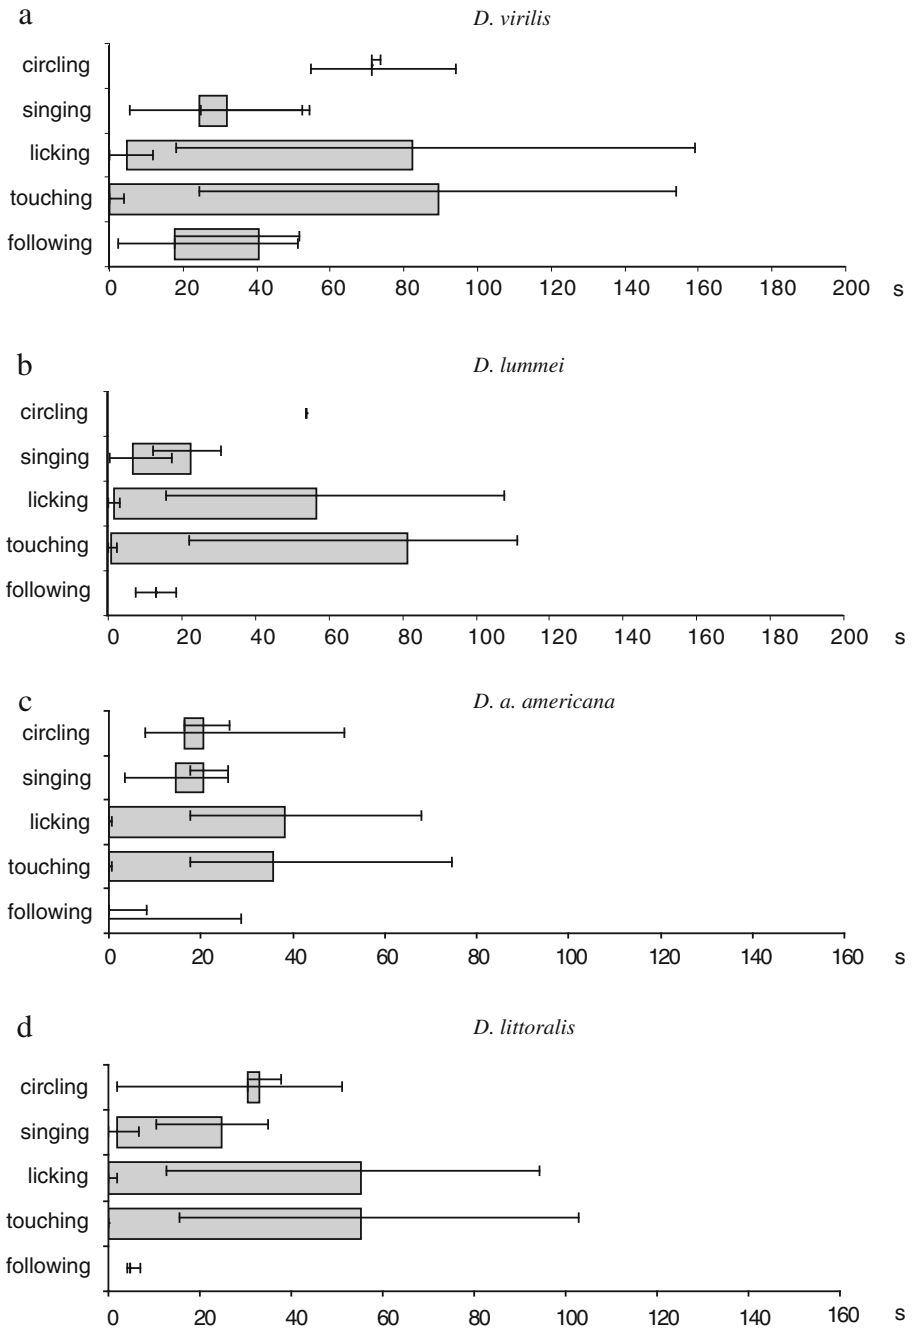 a
D. virilis
circling
singing
licking
touching
following
0 20 40 60 80 100 120 140 160 180 200 s
b
D. lummei
circling
singing
licking
touching
following
0 20 40 60 80 100 120 140 160 180 200 s
c
D. a. americana
circling
singing
licking
touching
following
0 20 40 60 80 100 120 140 160 s
d
D. littoralis
circling
singing
licking
touching
following
0 20 40 60 80 100 120 140 160 s